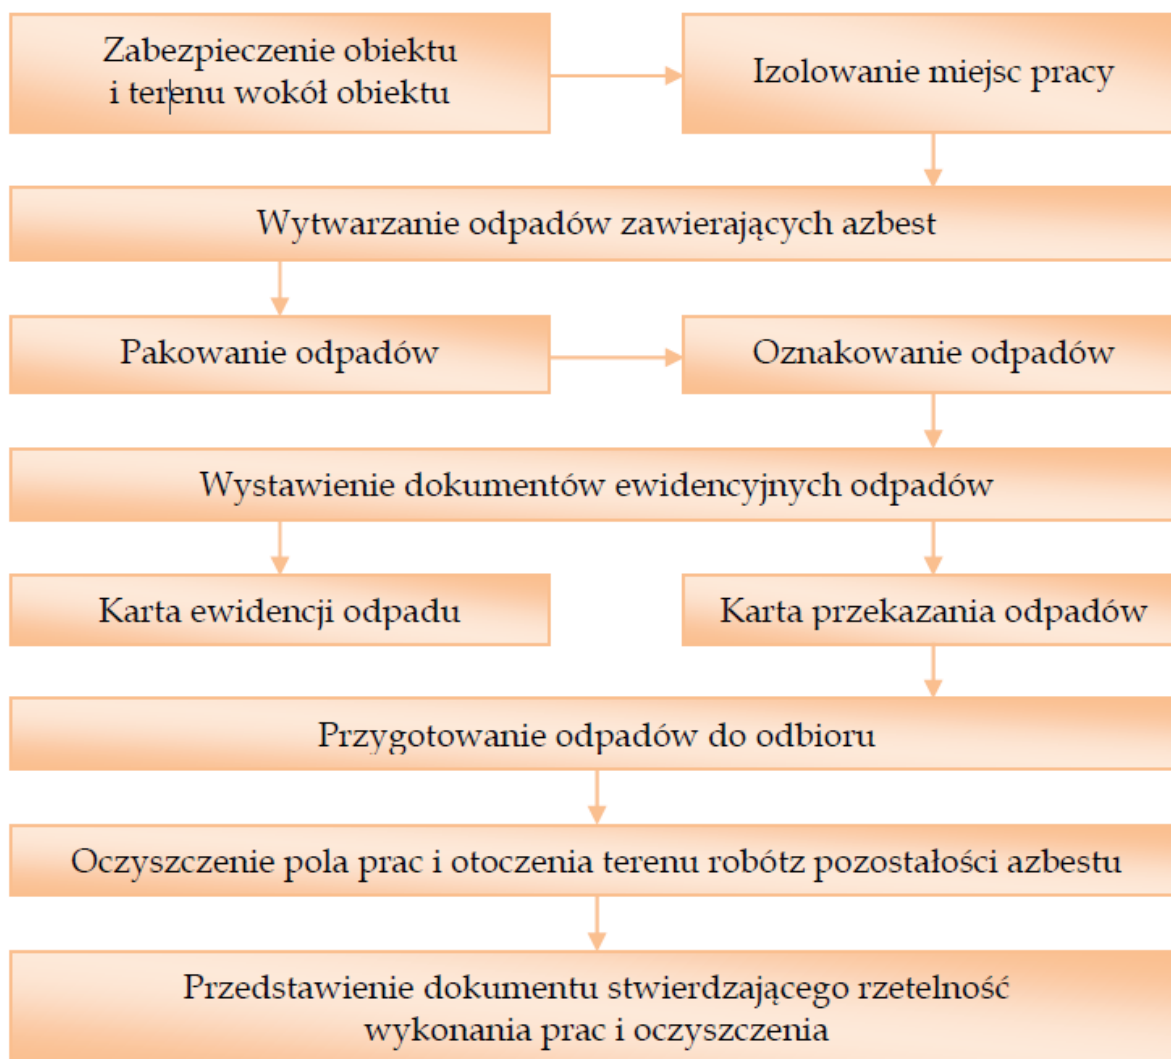 Zabezpieczenie obiektu
i terenu wokół obiektu
Izolowanie miejsc pracy
Wytwarzanie odpadów zawierających azbest
Pakowanie odpadów
Oznakowanie odpadów
Wystawienie dokumentów ewidencyjnych odpadów
Karta ewidencji odpadu
Karta przekazania odpadów
Przygotowanie odpadów do odbioru
Oczyszczenie pola prac i otoczenia terenu robótz pozostałości azbestu
Przedstawienie dokumentu stwierdzającego rzetelność
wykonania prac i oczyszczenia